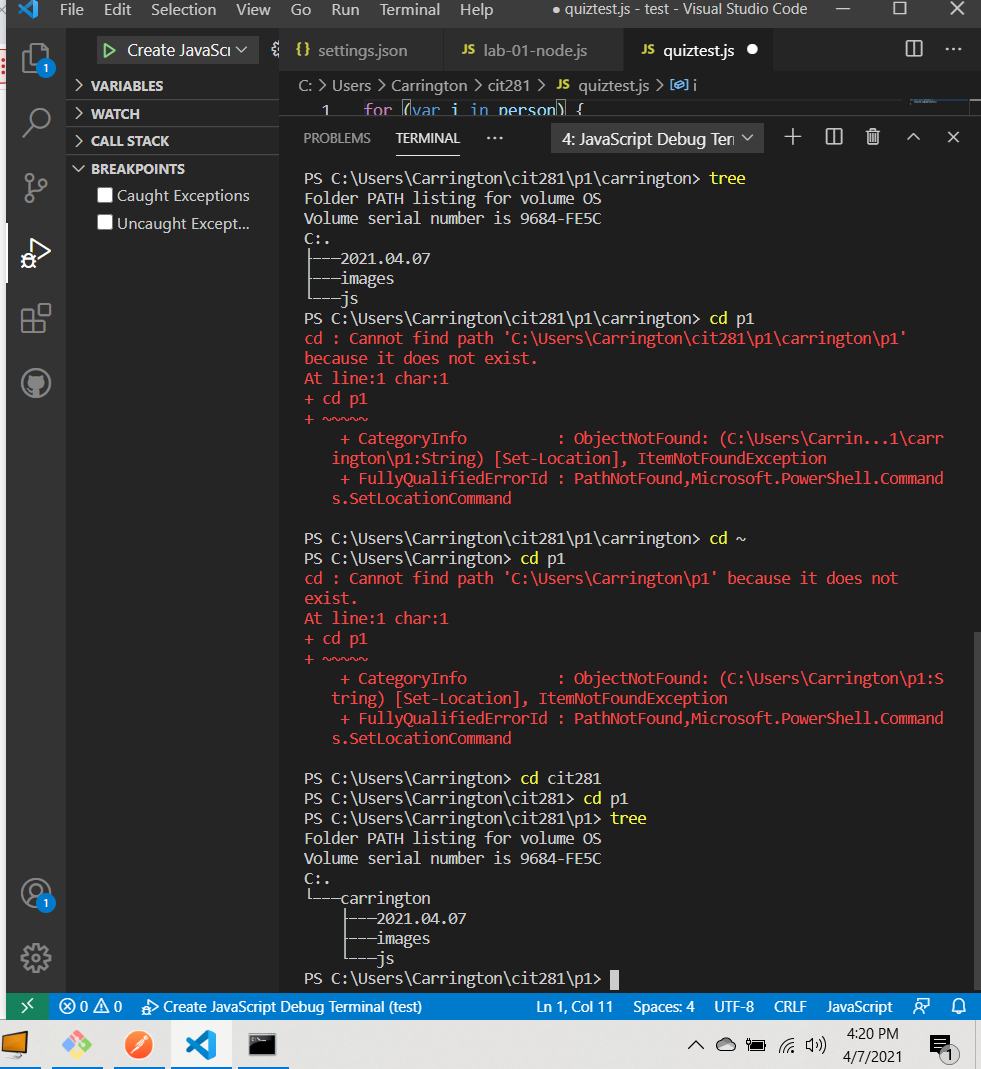 File Edit Selection View Go Run Terminal Help ● quiztest.js - test - Visual Studio Code
1
Create JavaScr
settings.json
JS lab-01-node.js
JS quiztest.js ●
VARIABLES
WATCH
CALL STACK
BREAKPOINTS
Caught Exceptions
Uncaught Except...
C: > Users > Carrington > cit281 > JS quiztest.js > i
1 for (var i in person) {
PROBLEMS TERMINAL ··· 4: JavaScript Debug Ter
PS C:\Users\Carrington\cit281\p1\carrington> tree
Folder PATH listing for volume OS
Volume serial number is 9684-FE5C
C:.
├───2021.04.07
├───images
└───js
PS C:\Users\Carrington\cit281\p1\carrington> cd p1
cd : Cannot find path 'C:\Users\Carrington\cit281\p1\carrington\p1'
because it does not exist.
At line:1 char:1
+ cd p1
+ ~~~~~
+ CategoryInfo : ObjectNotFound: (C:\Users\Carrin...1\carr
ington\p1:String) [Set-Location], ItemNotFoundException
+ FullyQualifiedErrorId : PathNotFound,Microsoft.PowerShell.Command
s.SetLocationCommand
PS C:\Users\Carrington\cit281\p1\carrington> cd ~
PS C:\Users\Carrington> cd p1
cd : Cannot find path 'C:\Users\Carrington\p1' because it does not
exist.
At line:1 char:1
+ cd p1
+ ~~~~~
+ CategoryInfo : ObjectNotFound: (C:\Users\Carrington\p1:S
tring) [Set-Location], ItemNotFoundException
+ FullyQualifiedErrorId : PathNotFound,Microsoft.PowerShell.Command
s.SetLocationCommand
PS C:\Users\Carrington> cd cit281
PS C:\Users\Carrington\cit281> cd p1
PS C:\Users\Carrington\cit281\p1> tree
Folder PATH listing for volume OS
Volume serial number is 9684-FE5C
C:.
└───carrington
├───2021.04.07
├───images
└───js
PS C:\Users\Carrington\cit281\p1>
1
0 0 Create JavaScript Debug Terminal (test) Ln 1, Col 11 Spaces: 4 UTF-8 CRLF JavaScript
4:20 PM
4/7/2021
1